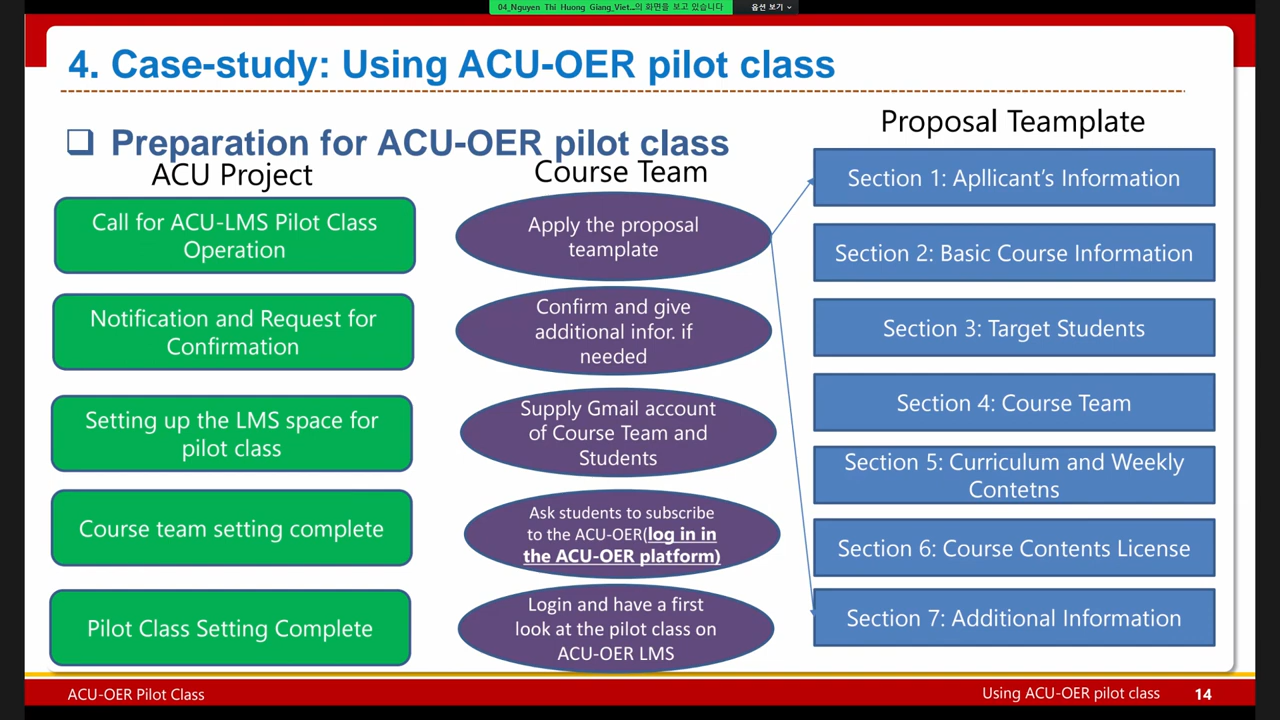 04_Nguyen Thi Huong Giang_Viet...의 화면을 보고 있습니다
옵션 보기
4. Case-study: Using ACU-OER pilot class
Preparation for ACU-OER pilot class
ACU Project
Call for ACU-LMS Pilot Class
Operation
Notification and Request for
Confirmation
Setting up the LMS space for
pilot class
Course team setting complete
Pilot Class Setting Complete
Course Team
Apply the proposal
teamplate
Confirm and give
additional infor. if
needed
Supply Gmail account
of Course Team and
Students
Ask students to subscribe
to the ACU-OER(log in in
the ACU-OER platform)
Login and have a first
look at the pilot class on
ACU-OER LMS
Proposal Teamplate
Section 1: Apllicant's Information
Section 2: Basic Course Information
Section 3: Target Students
Section 4: Course Team
Section 5: Curriculum and Weekly
Contetns
Section 6: Course Contents License
Section 7: Additional Information
ACU-OER Pilot Class
Using ACU-OER pilot class
14